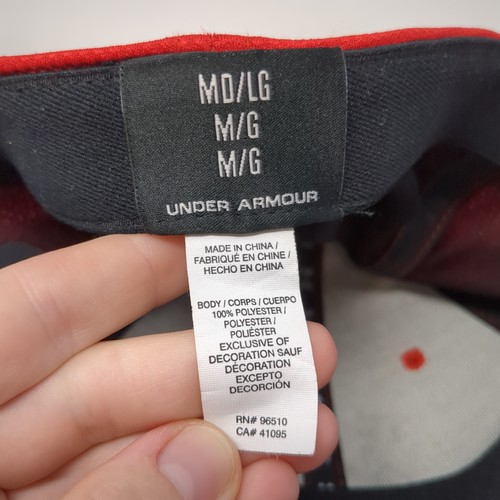 MD/LG
M/G
M/G
UNDER ARMOUR
MADE IN CHINA /
FABRIQUÉ EN CHINE /
HECHO EN CHINA
BODY / CORPS / CUERPO
100% POLYESTER /
POLYESTER /
POLIÉSTER
EXCLUSIVE OF
DECORATION SAUF
DÉCORATION
EXCEPTO
DECORCIÓN
RN# 96510
CA# 41095